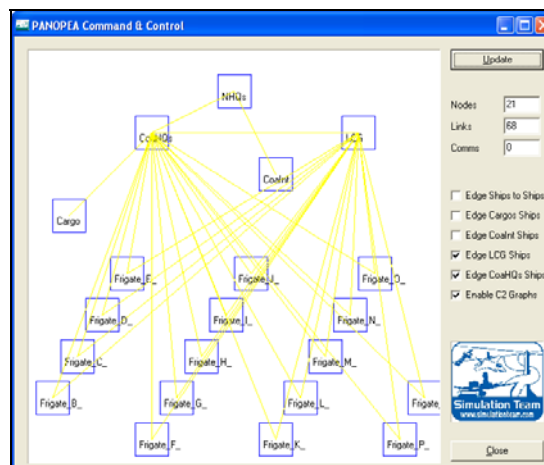 PANOPEA Command & Control
Update
NHQs
Nodes 21
Links 68
CoaHQs
LCG
Comms 0
CoaInt
Edge Ships to Ships
Cargo
Edge Cargos Ships
Edge CoaInt Ships
Edge LCG Ships
Frigate_E_
Frigate_J_
Frigate_O_
Edge CoaHQs Ships
Enable C2 Graphs
Frigate_D_
Frigate_I_
Frigate_N_
Frigate_C_
Frigate_H_
Frigate_M_
Frigate_B_
Frigate_G_
Frigate_L_
Frigate_
Simulation Team
www.simulationteam.com
Frigate_F_
Frigate_K_
Frigate_P_
Close